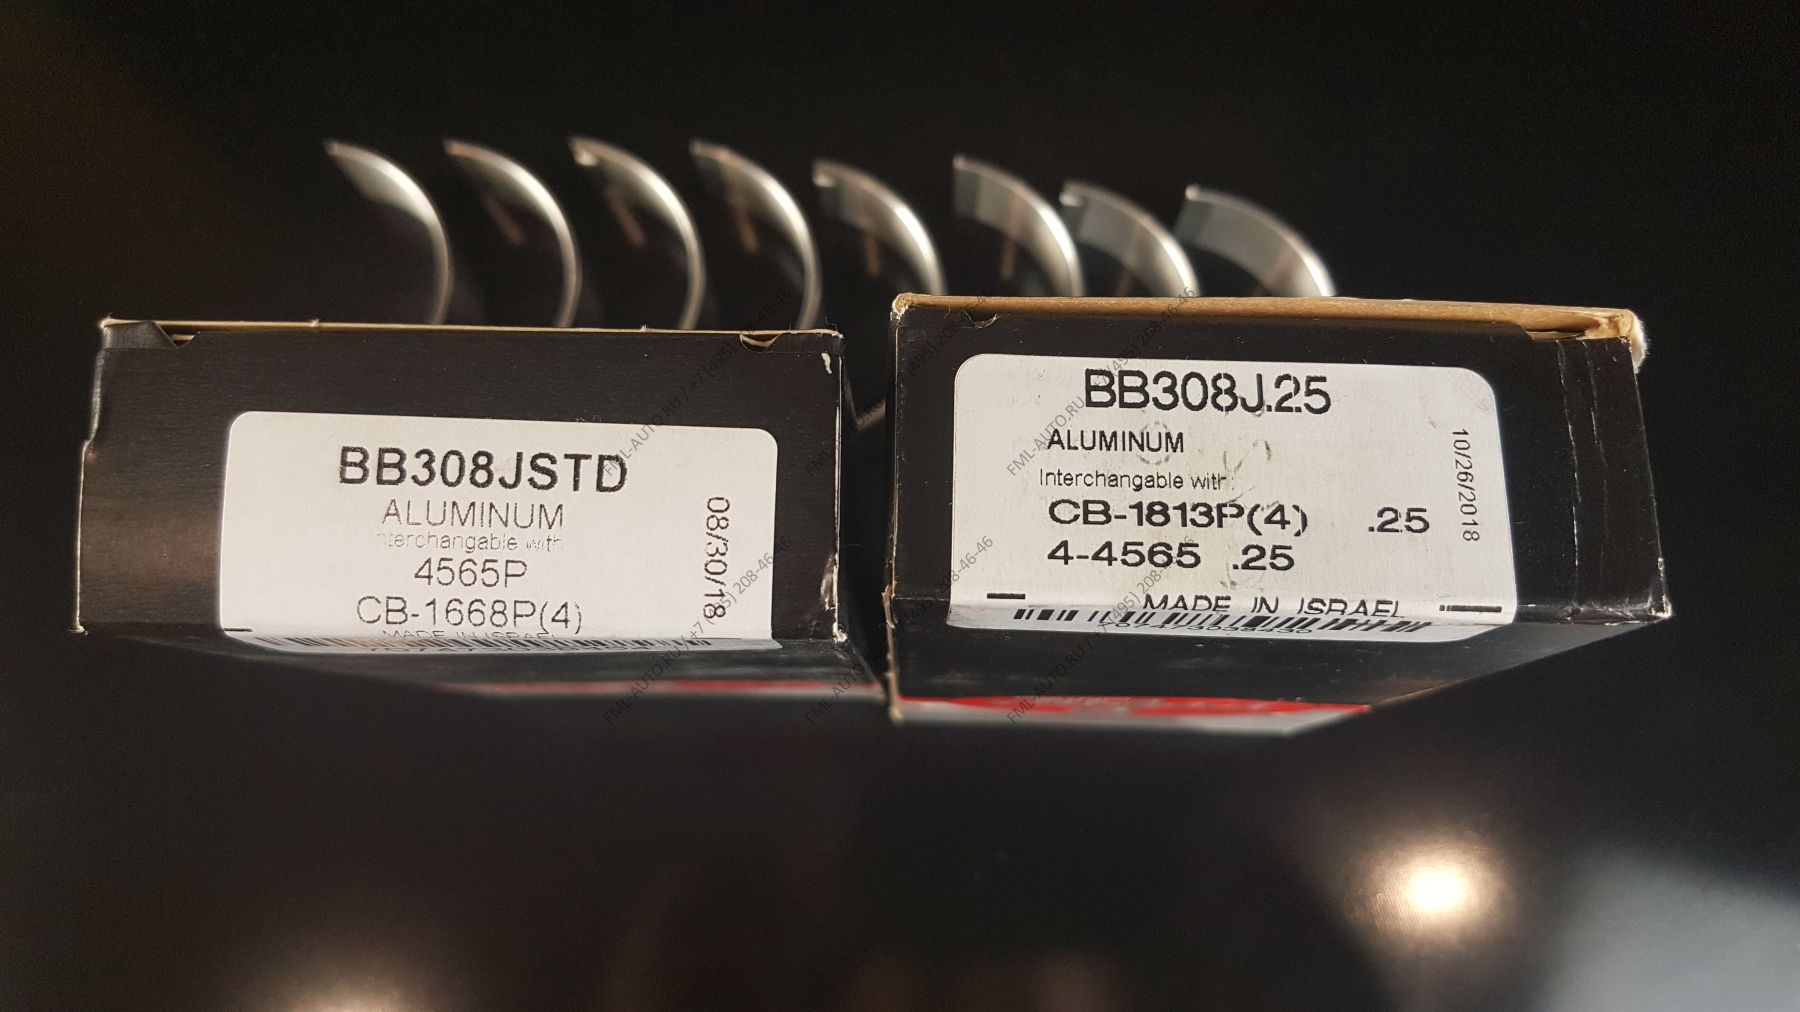 BB308JSTD
ALUMINUM
Interchangable with
4565P
CB-1668P(4)
MADE IN ISRAEL
08/30/18
BB308J.25
ALUMINUM
Interchangable with:
CB-1813P(4) .25
4-4565 .25
MADE IN ISRAEL
10/26/2018
FML-AUTO.RU / +7 (495) 208-46-46